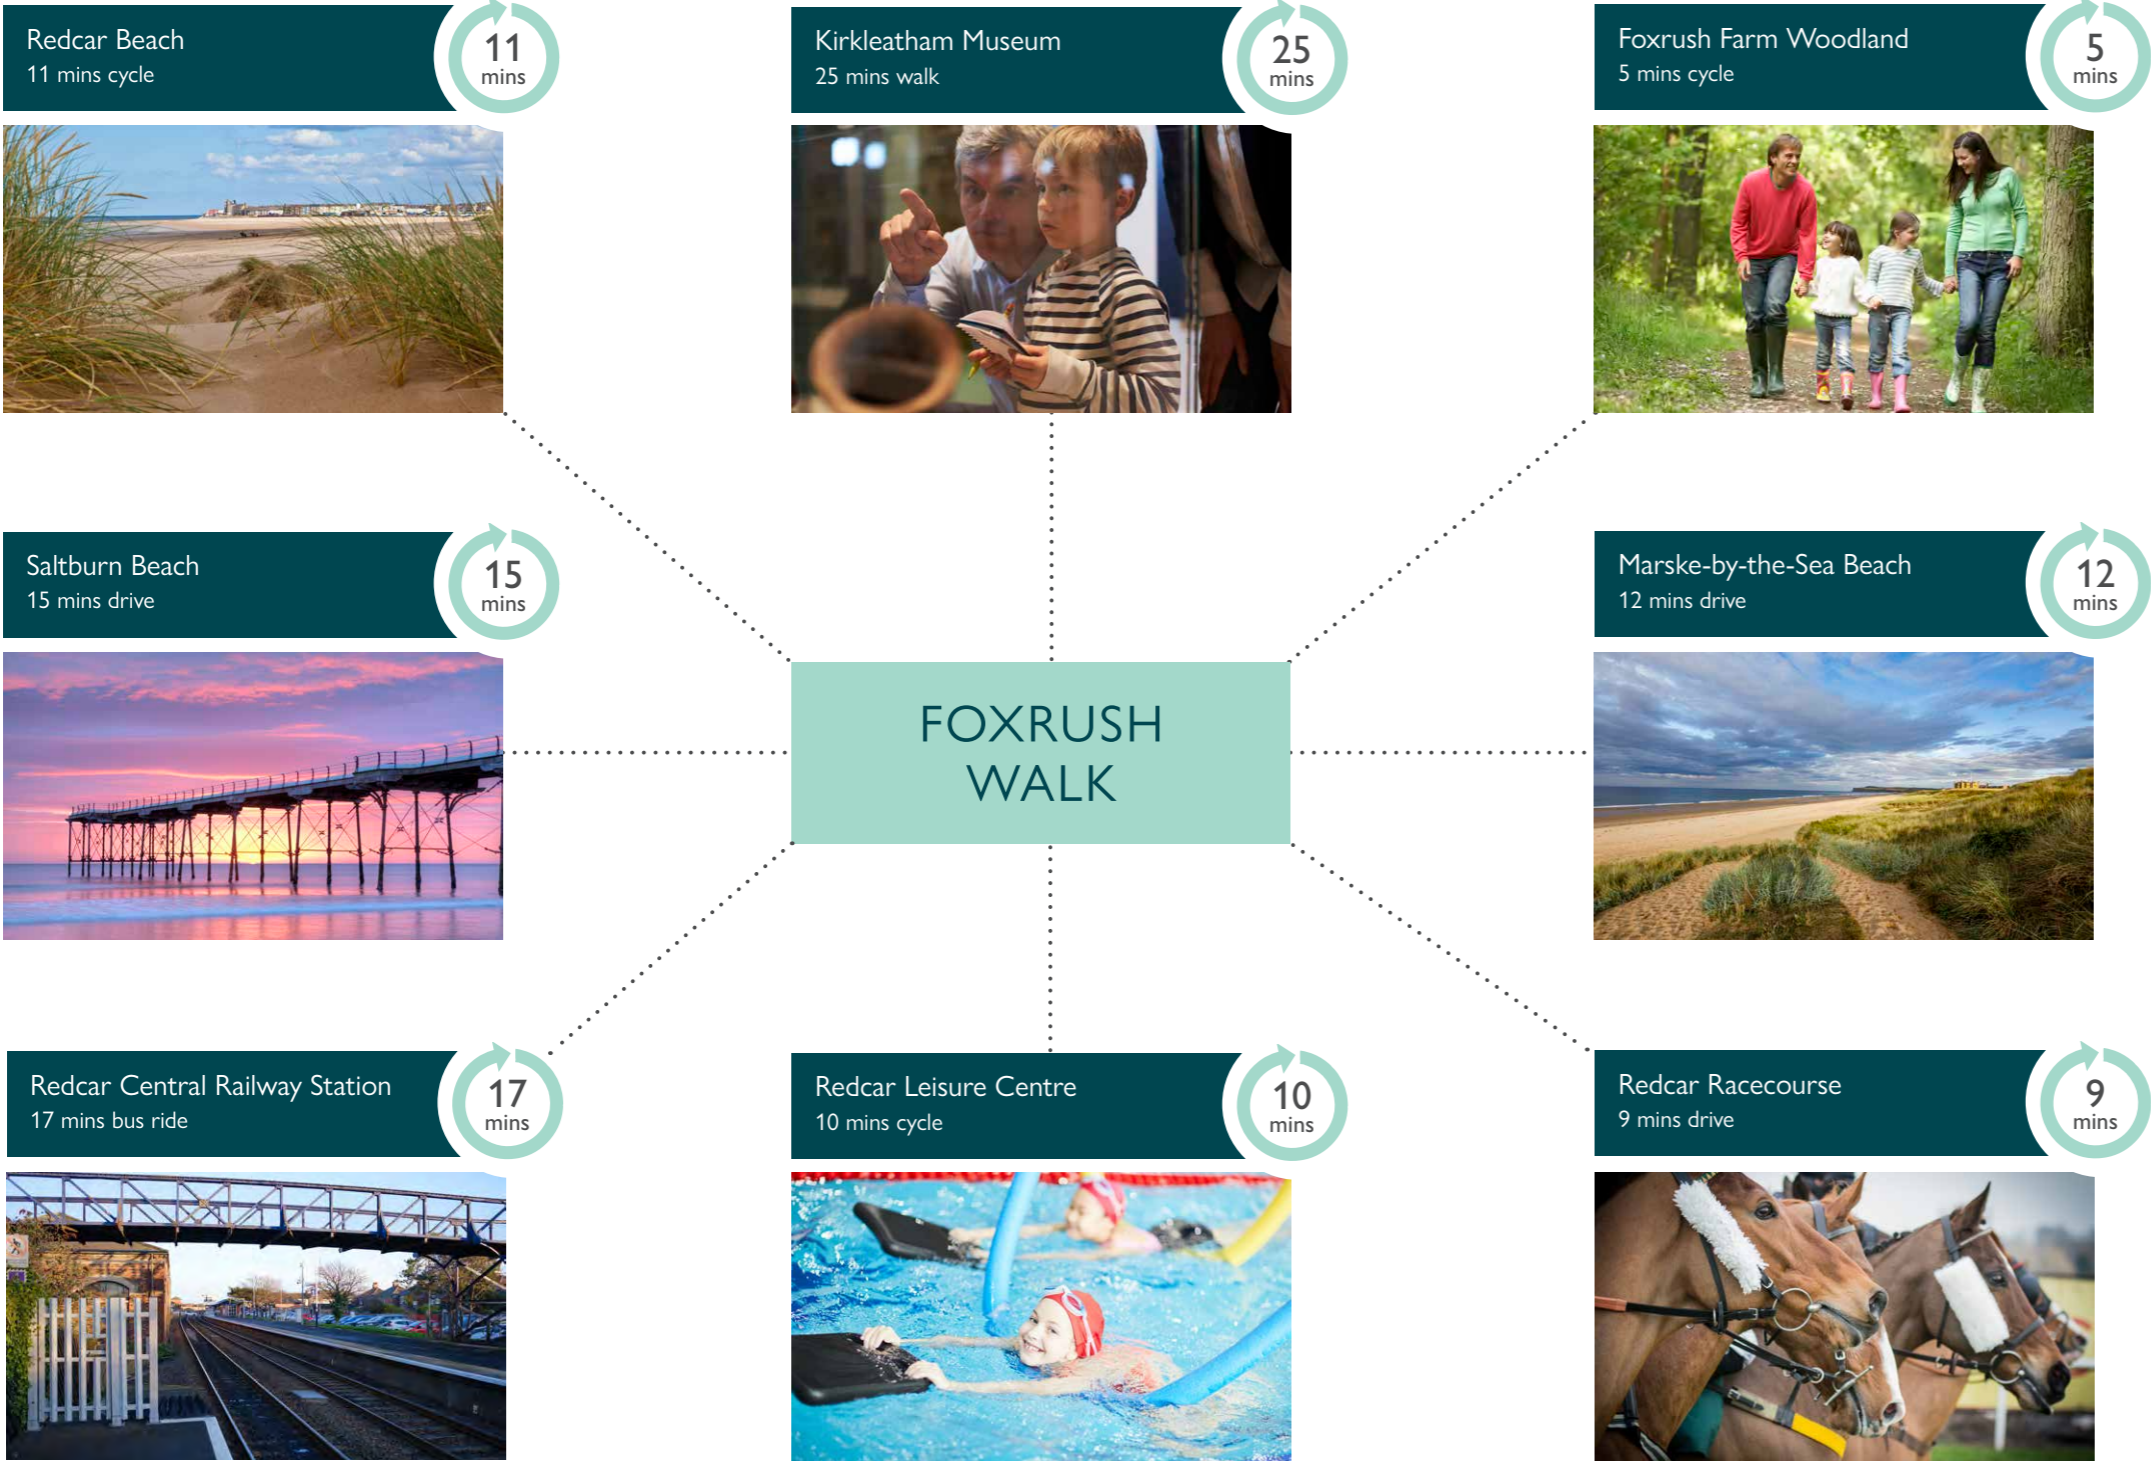 Redcar Beach
11 mins cycle
11
mins
Kirkleatham Museum
25 mins walk
25
mins
Foxrush Farm Woodland
5 mins cycle
5
mins
Saltburn Beach
15 mins drive
15
mins
FOXRUSH
WALK
Marske-by-the-Sea Beach
12 mins drive
12
mins
Redcar Central Railway Station
17 mins bus ride
17
mins
Redcar Leisure Centre
10 mins cycle
10
mins
Redcar Racecourse
9 mins drive
9
mins